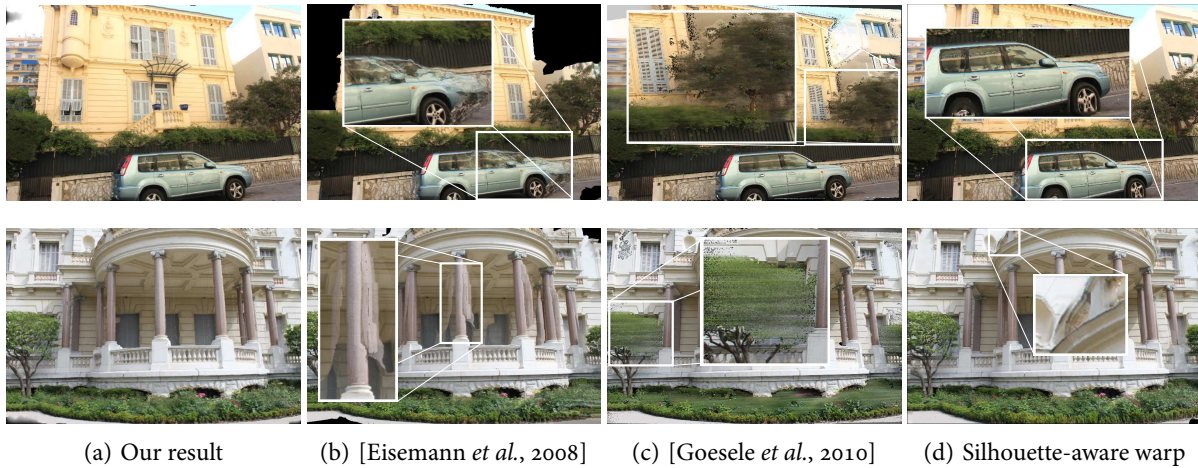 (a) Our result
(b) [Eisemann et al., 2008]
(c) [Goesele et al., 2010]
(d) Silhouette-aware warp